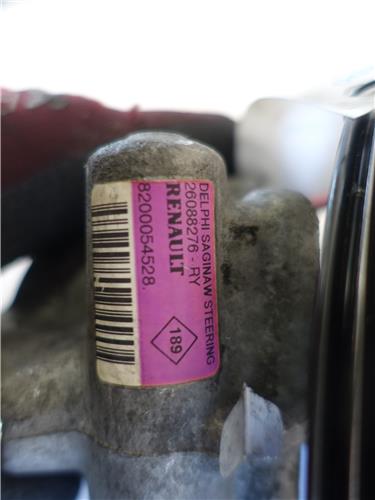 DELPHI SAGINAW STEERING
26088276 - RY
RENAULT
8200054528.
189